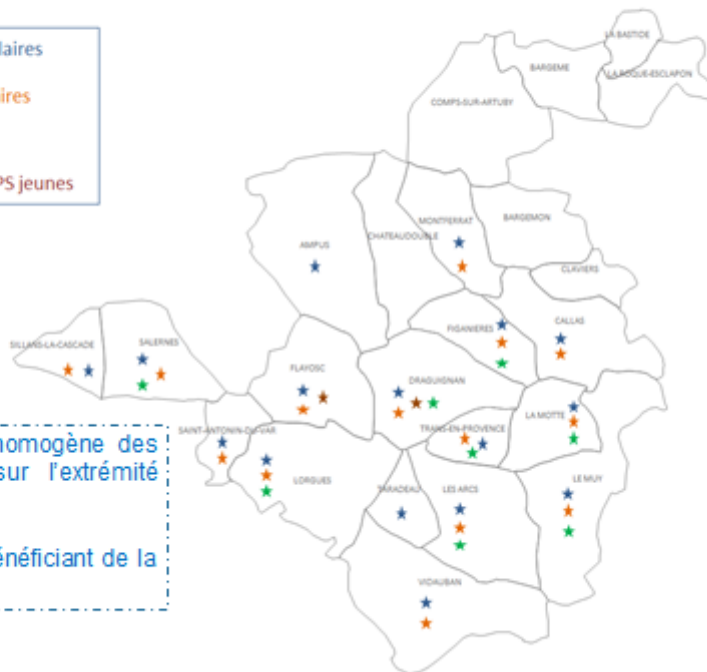 laires
ires
PS jeunes
LA BASTIDE
BARGEME
LA ROQUE-ESCLAPON
COMPS-SUR-ARTUBY
MONTFERRAT
BARGEMON
AMPUS
CHATEAUDOUBLE
CLAVIERS
SILLANS-LA-CASCADE
SALERNES
FIGANIERES
CALLAS
FLAYOSC
DRAGUIGNAN
LA MOTTE
SAINT-ANTONIN-DU-VAR
TRANS-EN-PROVENCE
LORGUES
TARADEAU
LES ARCS
LE MUY
VIDAUBAN
homogène des
sur l'extrémité
énéficiant de la